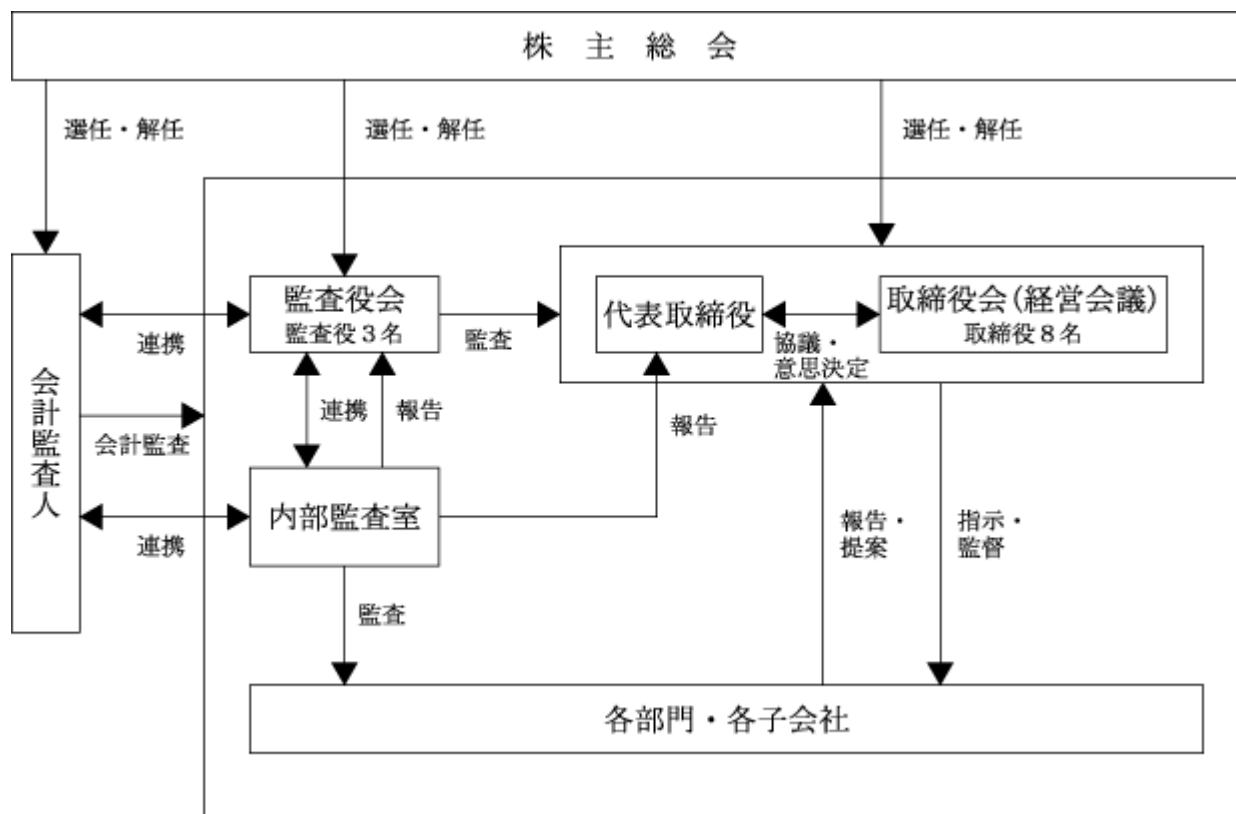 株主総会
選任・解任
選任・解任
選任・解任
監査役会
監査役3名
代表取締役
取締役会(経営会議)
取締役8名
連携
監査
協議・
意思決定
会計監査人
連携
報告
報告
会計監査
内部監査室
連携
報告・
提案
指示・
監督
監査
各部門・各子会社